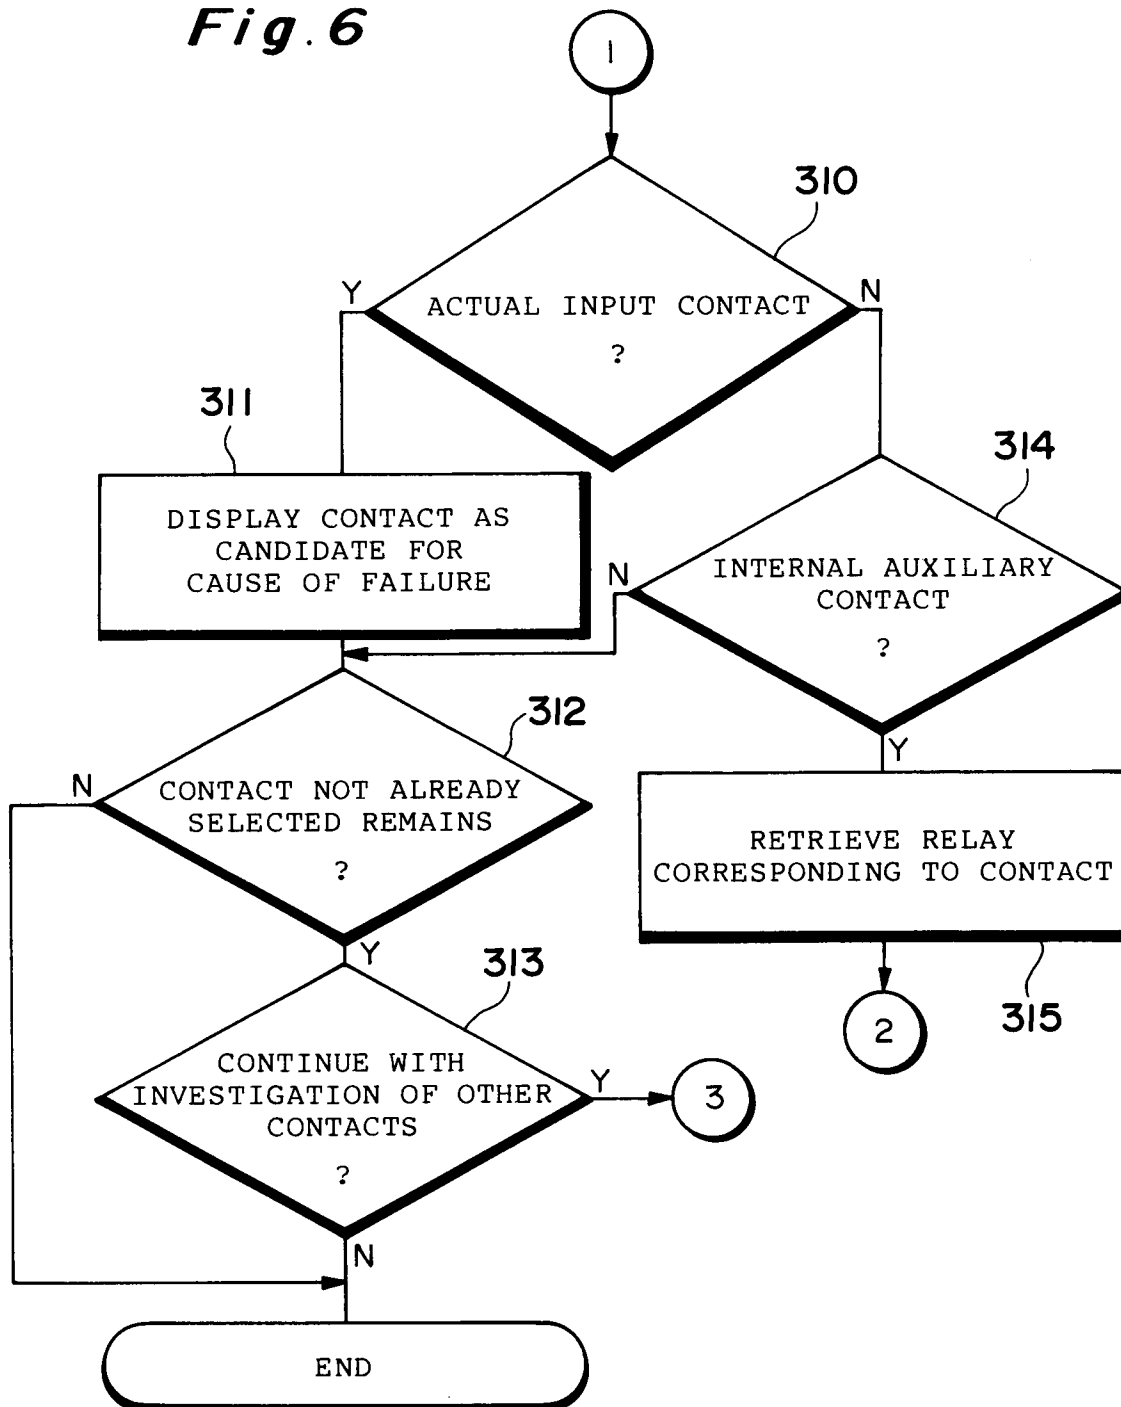 Fig. 6
1
310
ACTUAL INPUT CONTACT
?
Y
N
311
DISPLAY CONTACT AS
CANDIDATE FOR
CAUSE OF FAILURE
314
INTERNAL AUXILIARY
CONTACT
?
N
Y
312
CONTACT NOT ALREADY
SELECTED REMAINS
?
N
Y
RETRIEVE RELAY
CORRESPONDING TO CONTACT
315
2
313
CONTINUE WITH
INVESTIGATION OF OTHER
CONTACTS
?
Y
3
N
END